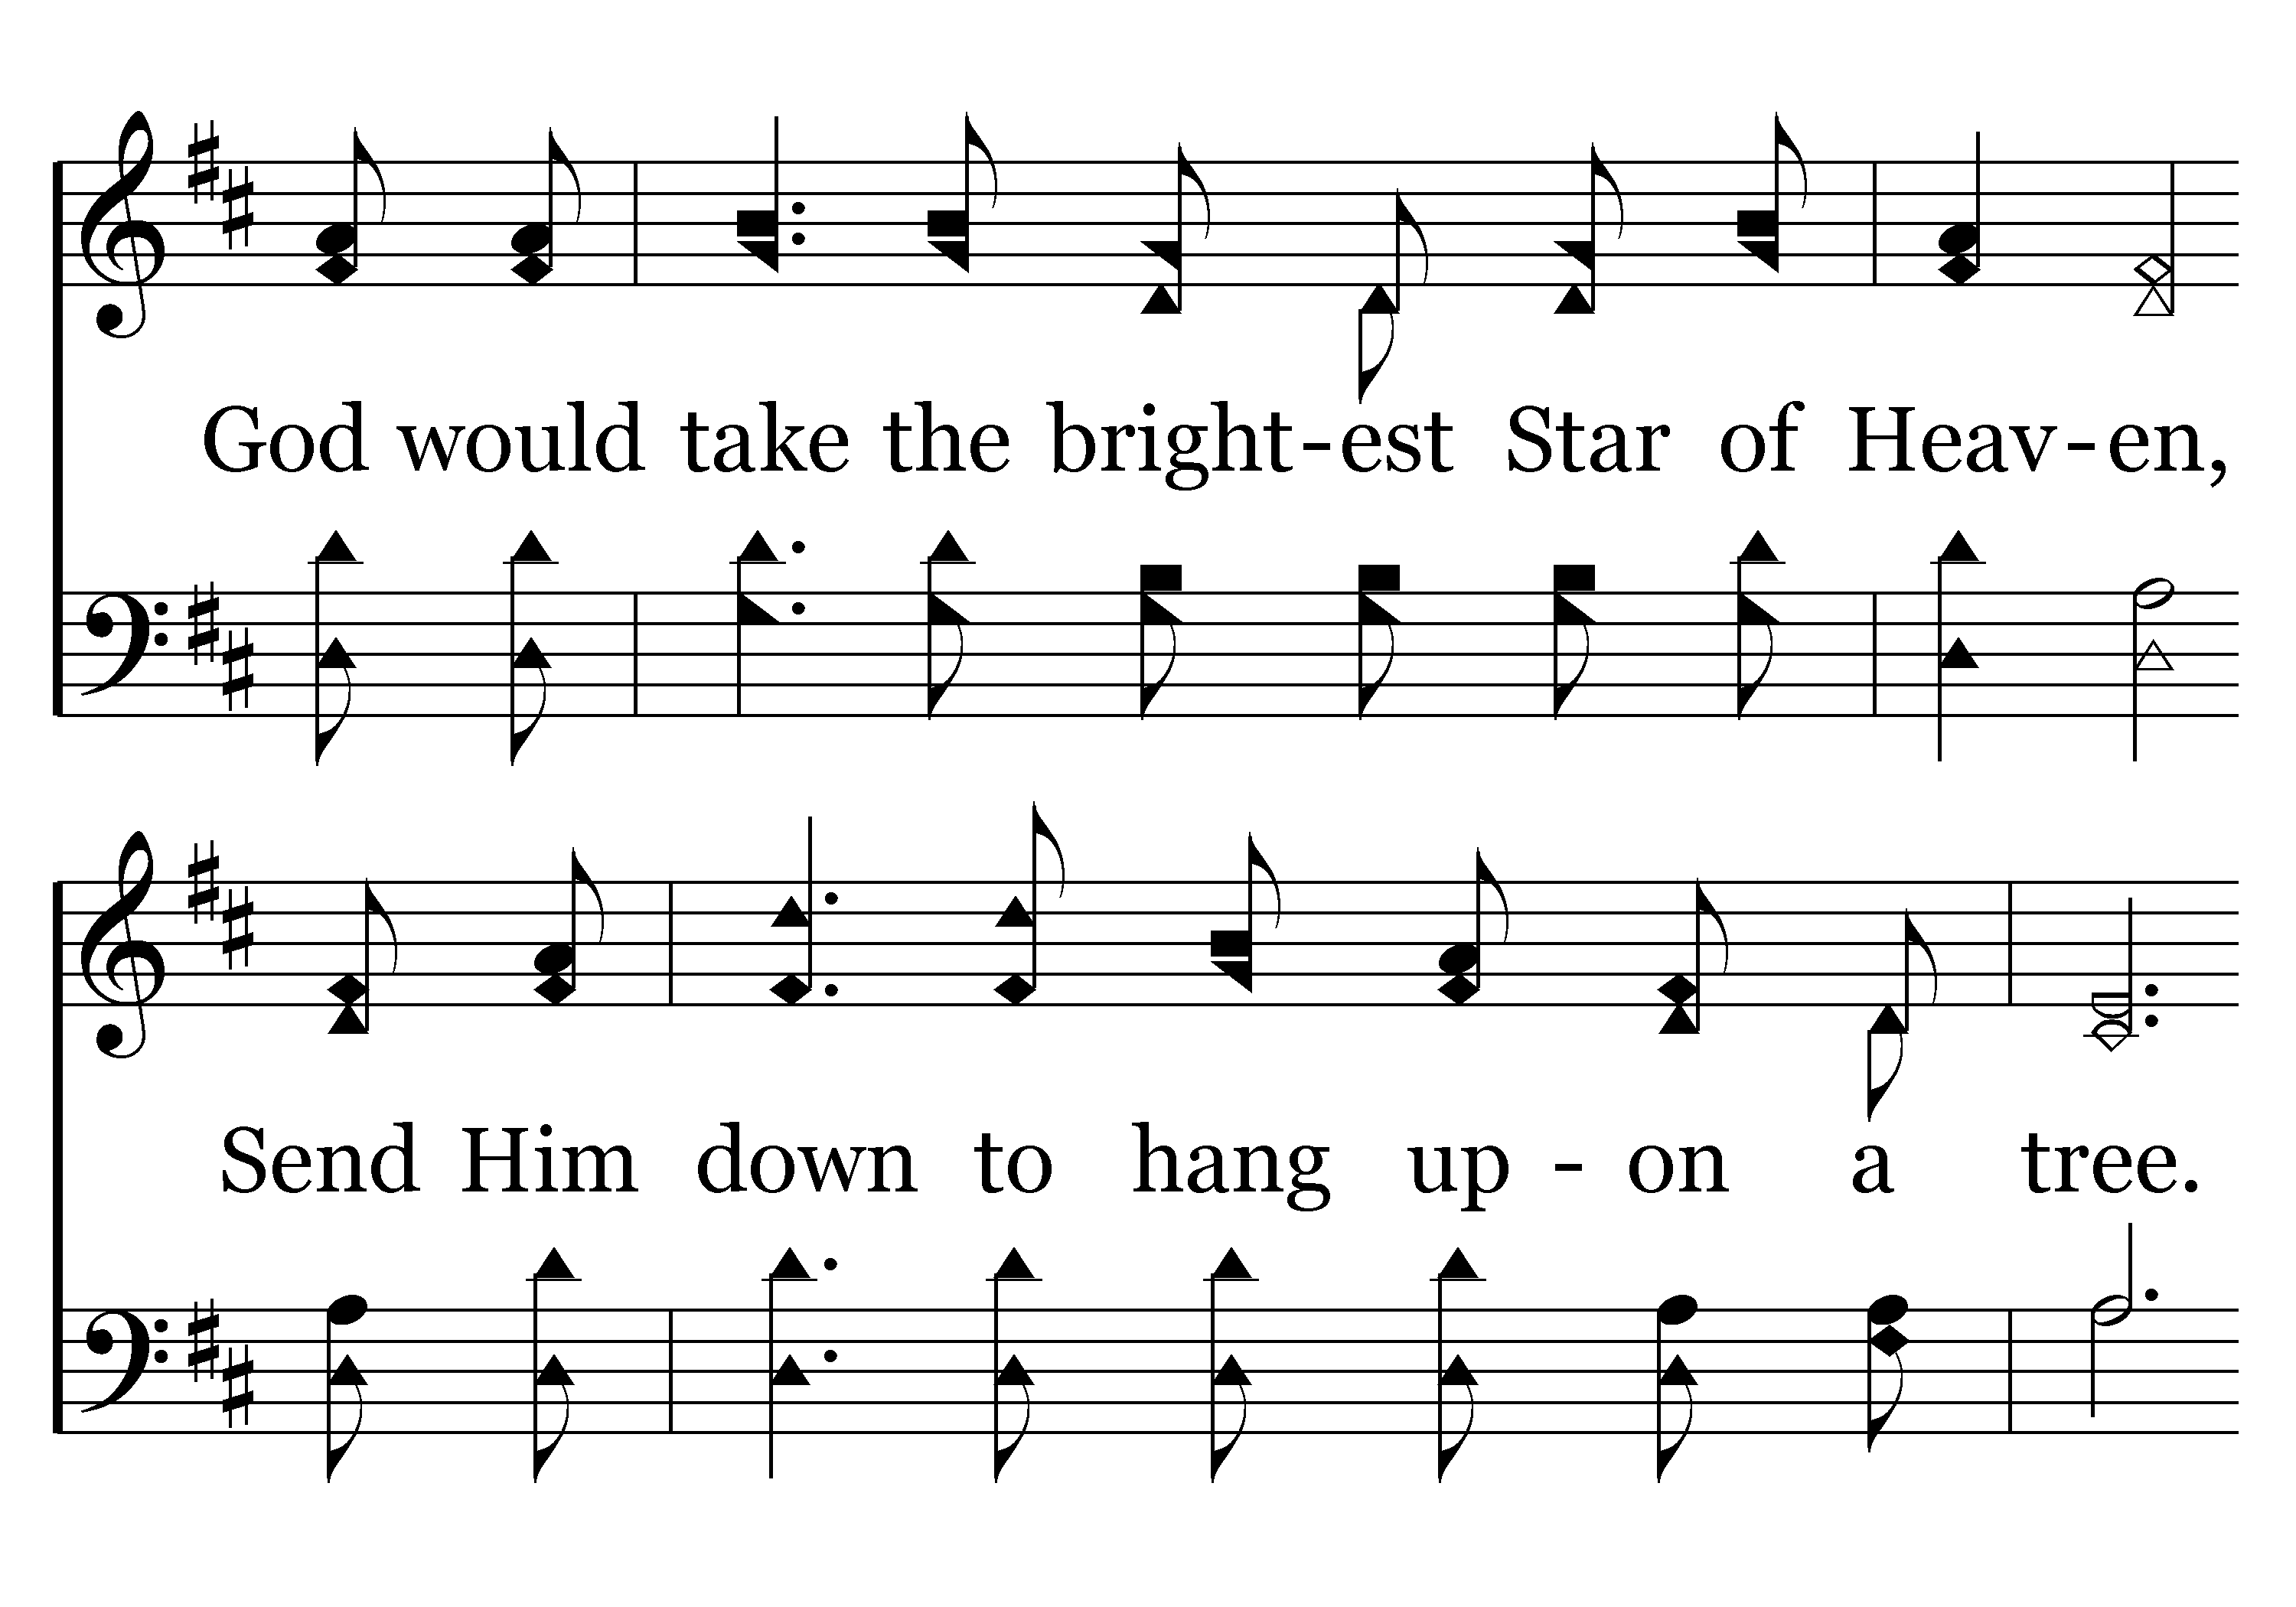 God would take the bright-est Star of Heav-en,
Send Him down to hang up - on a tree.